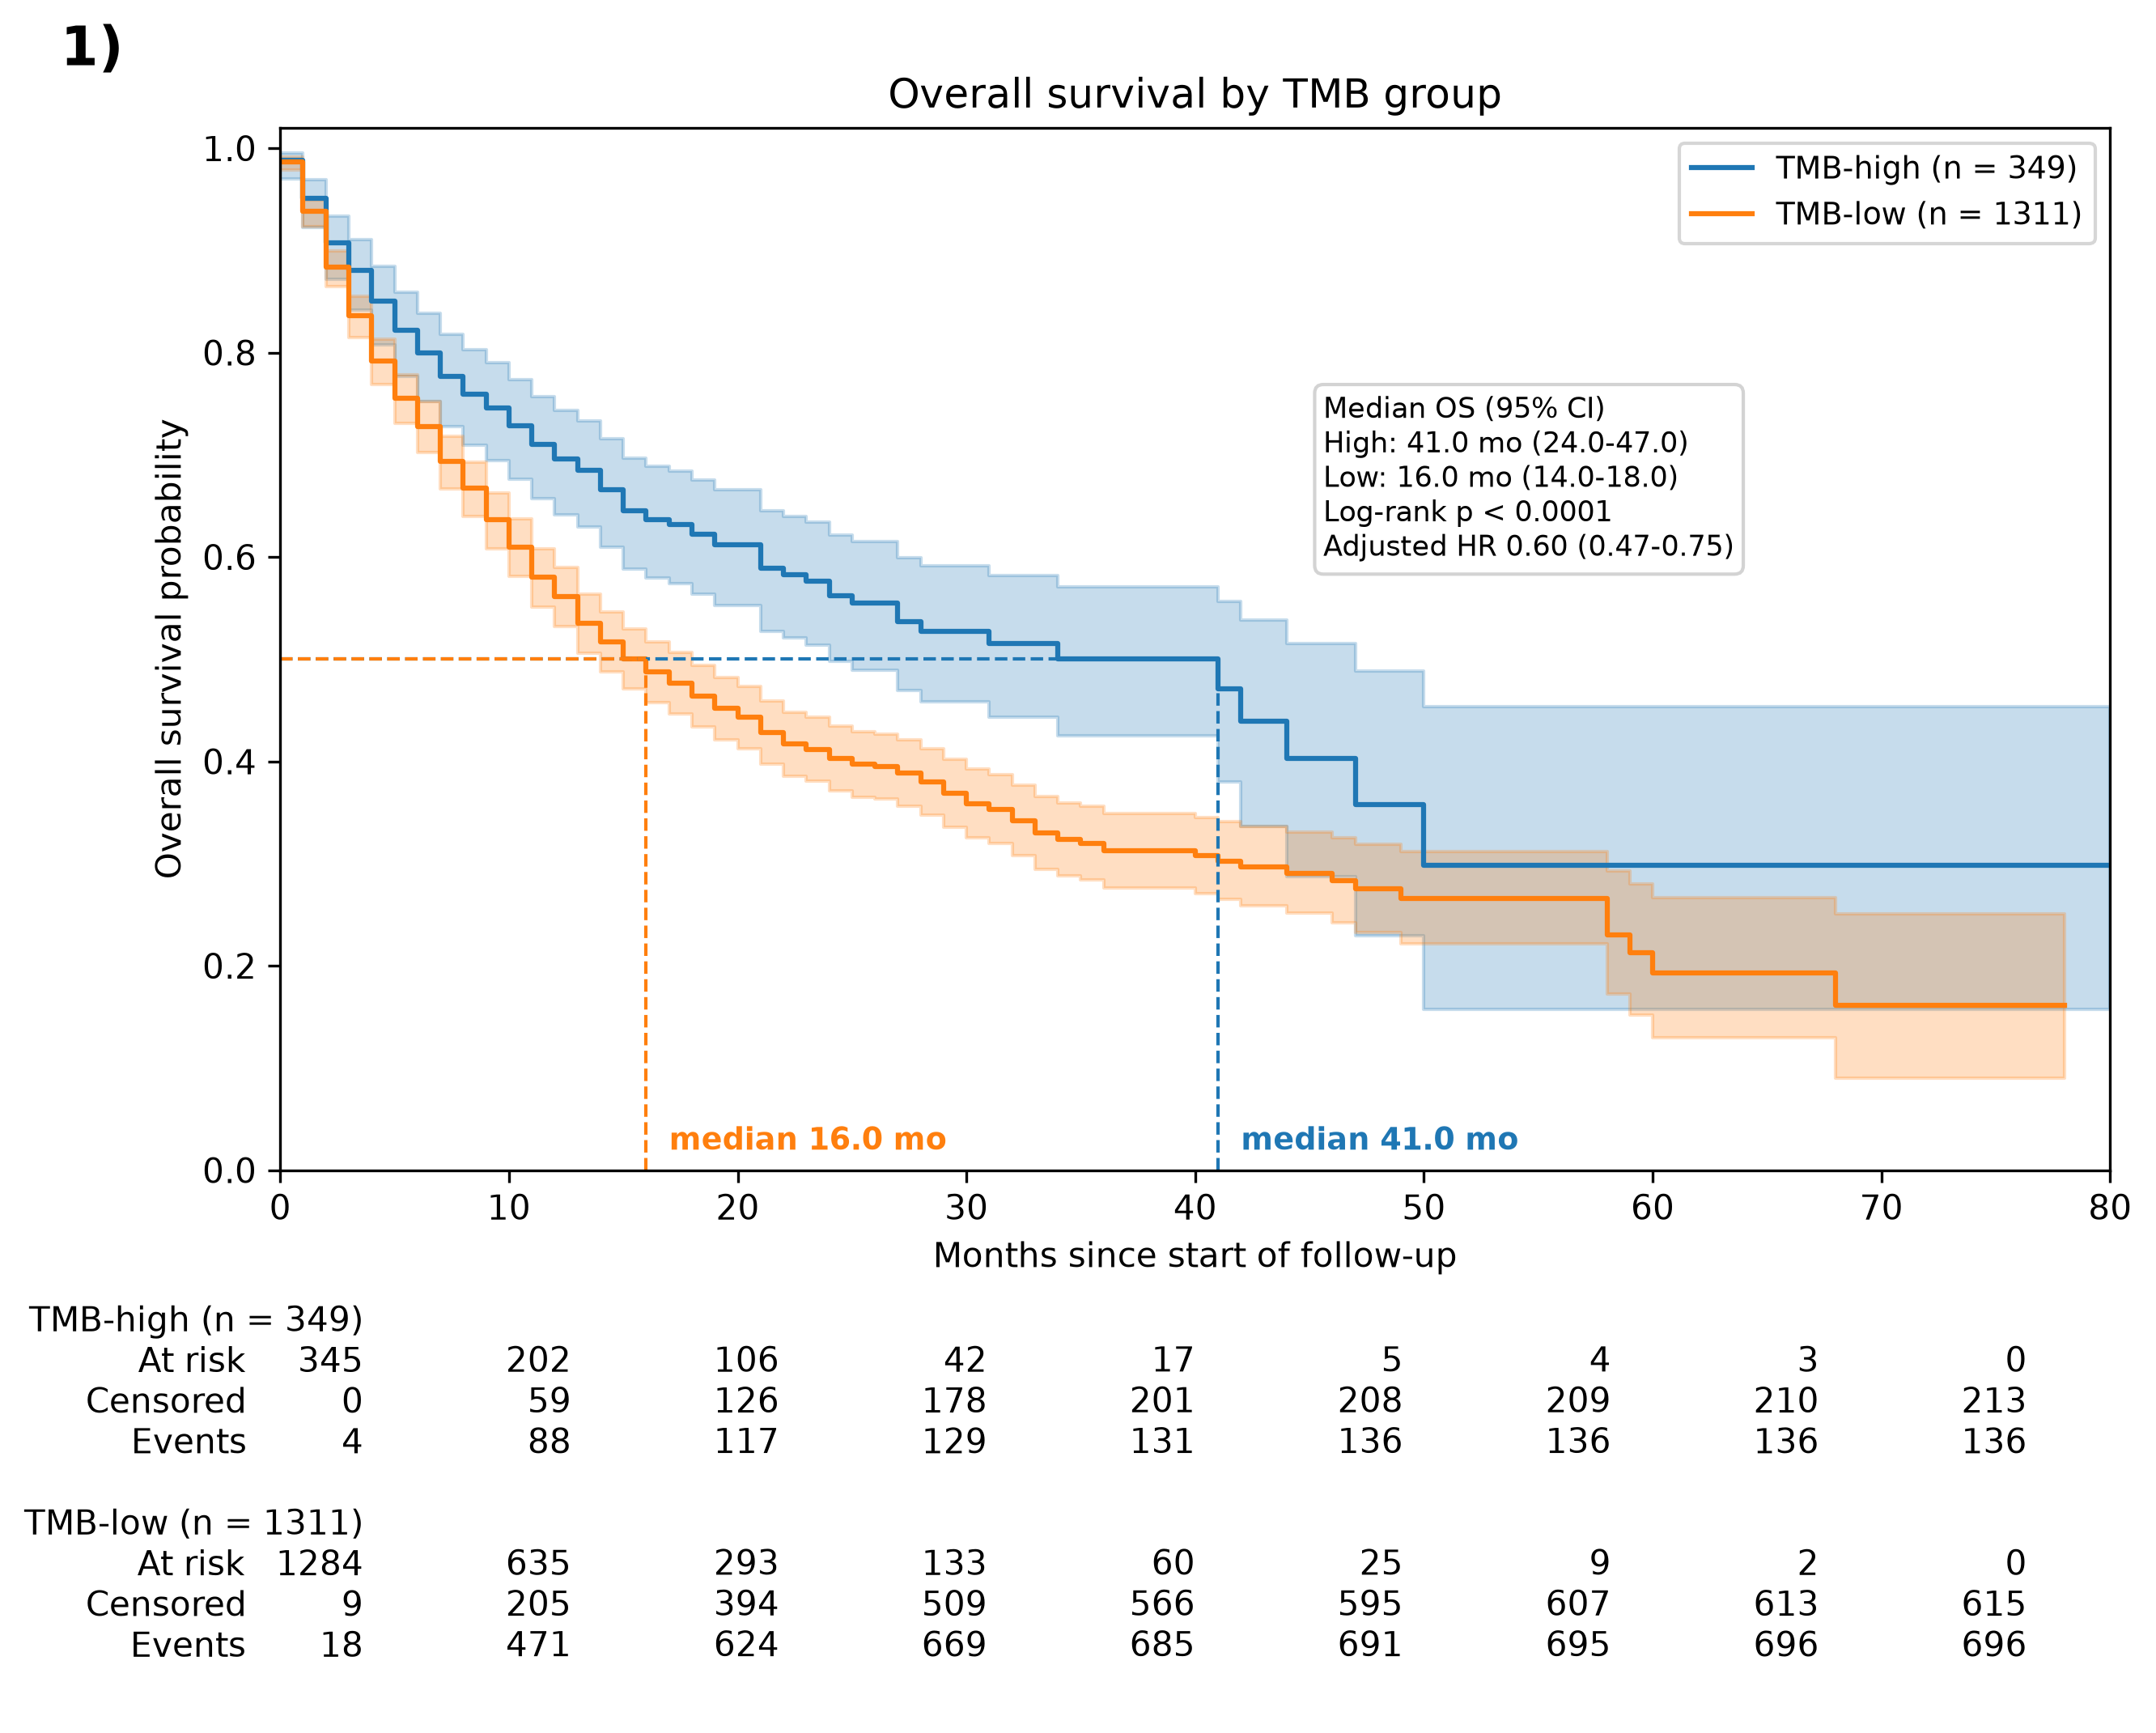 1)
Overall survival by TMB group
TMB-high (n = 349)
TMB-low (n = 1311)
Median OS (95% CI)
High: 41.0 mo (24.0-47.0)
Low: 16.0 mo (14.0-18.0)
Log-rank p < 0.0001
Adjusted HR 0.60 (0.47-0.75)
Overall survival probability
1.0
0.8
0.6
0.4
0.2
0.0
median 16.0 mo
median 41.0 mo
0 10 20 30 40 50 60 70 80
Months since start of follow-up
TMB-high (n = 349)
At risk 345 202 106 42 17 5 4 3 0
Censored 0 59 126 178 201 208 209 210 213
Events 4 88 117 129 131 136 136 136 136
TMB-low (n = 1311)
At risk 1284 635 293 133 60 25 9 2 0
Censored 9 205 394 509 566 595 607 613 615
Events 18 471 624 669 685 691 695 696 696